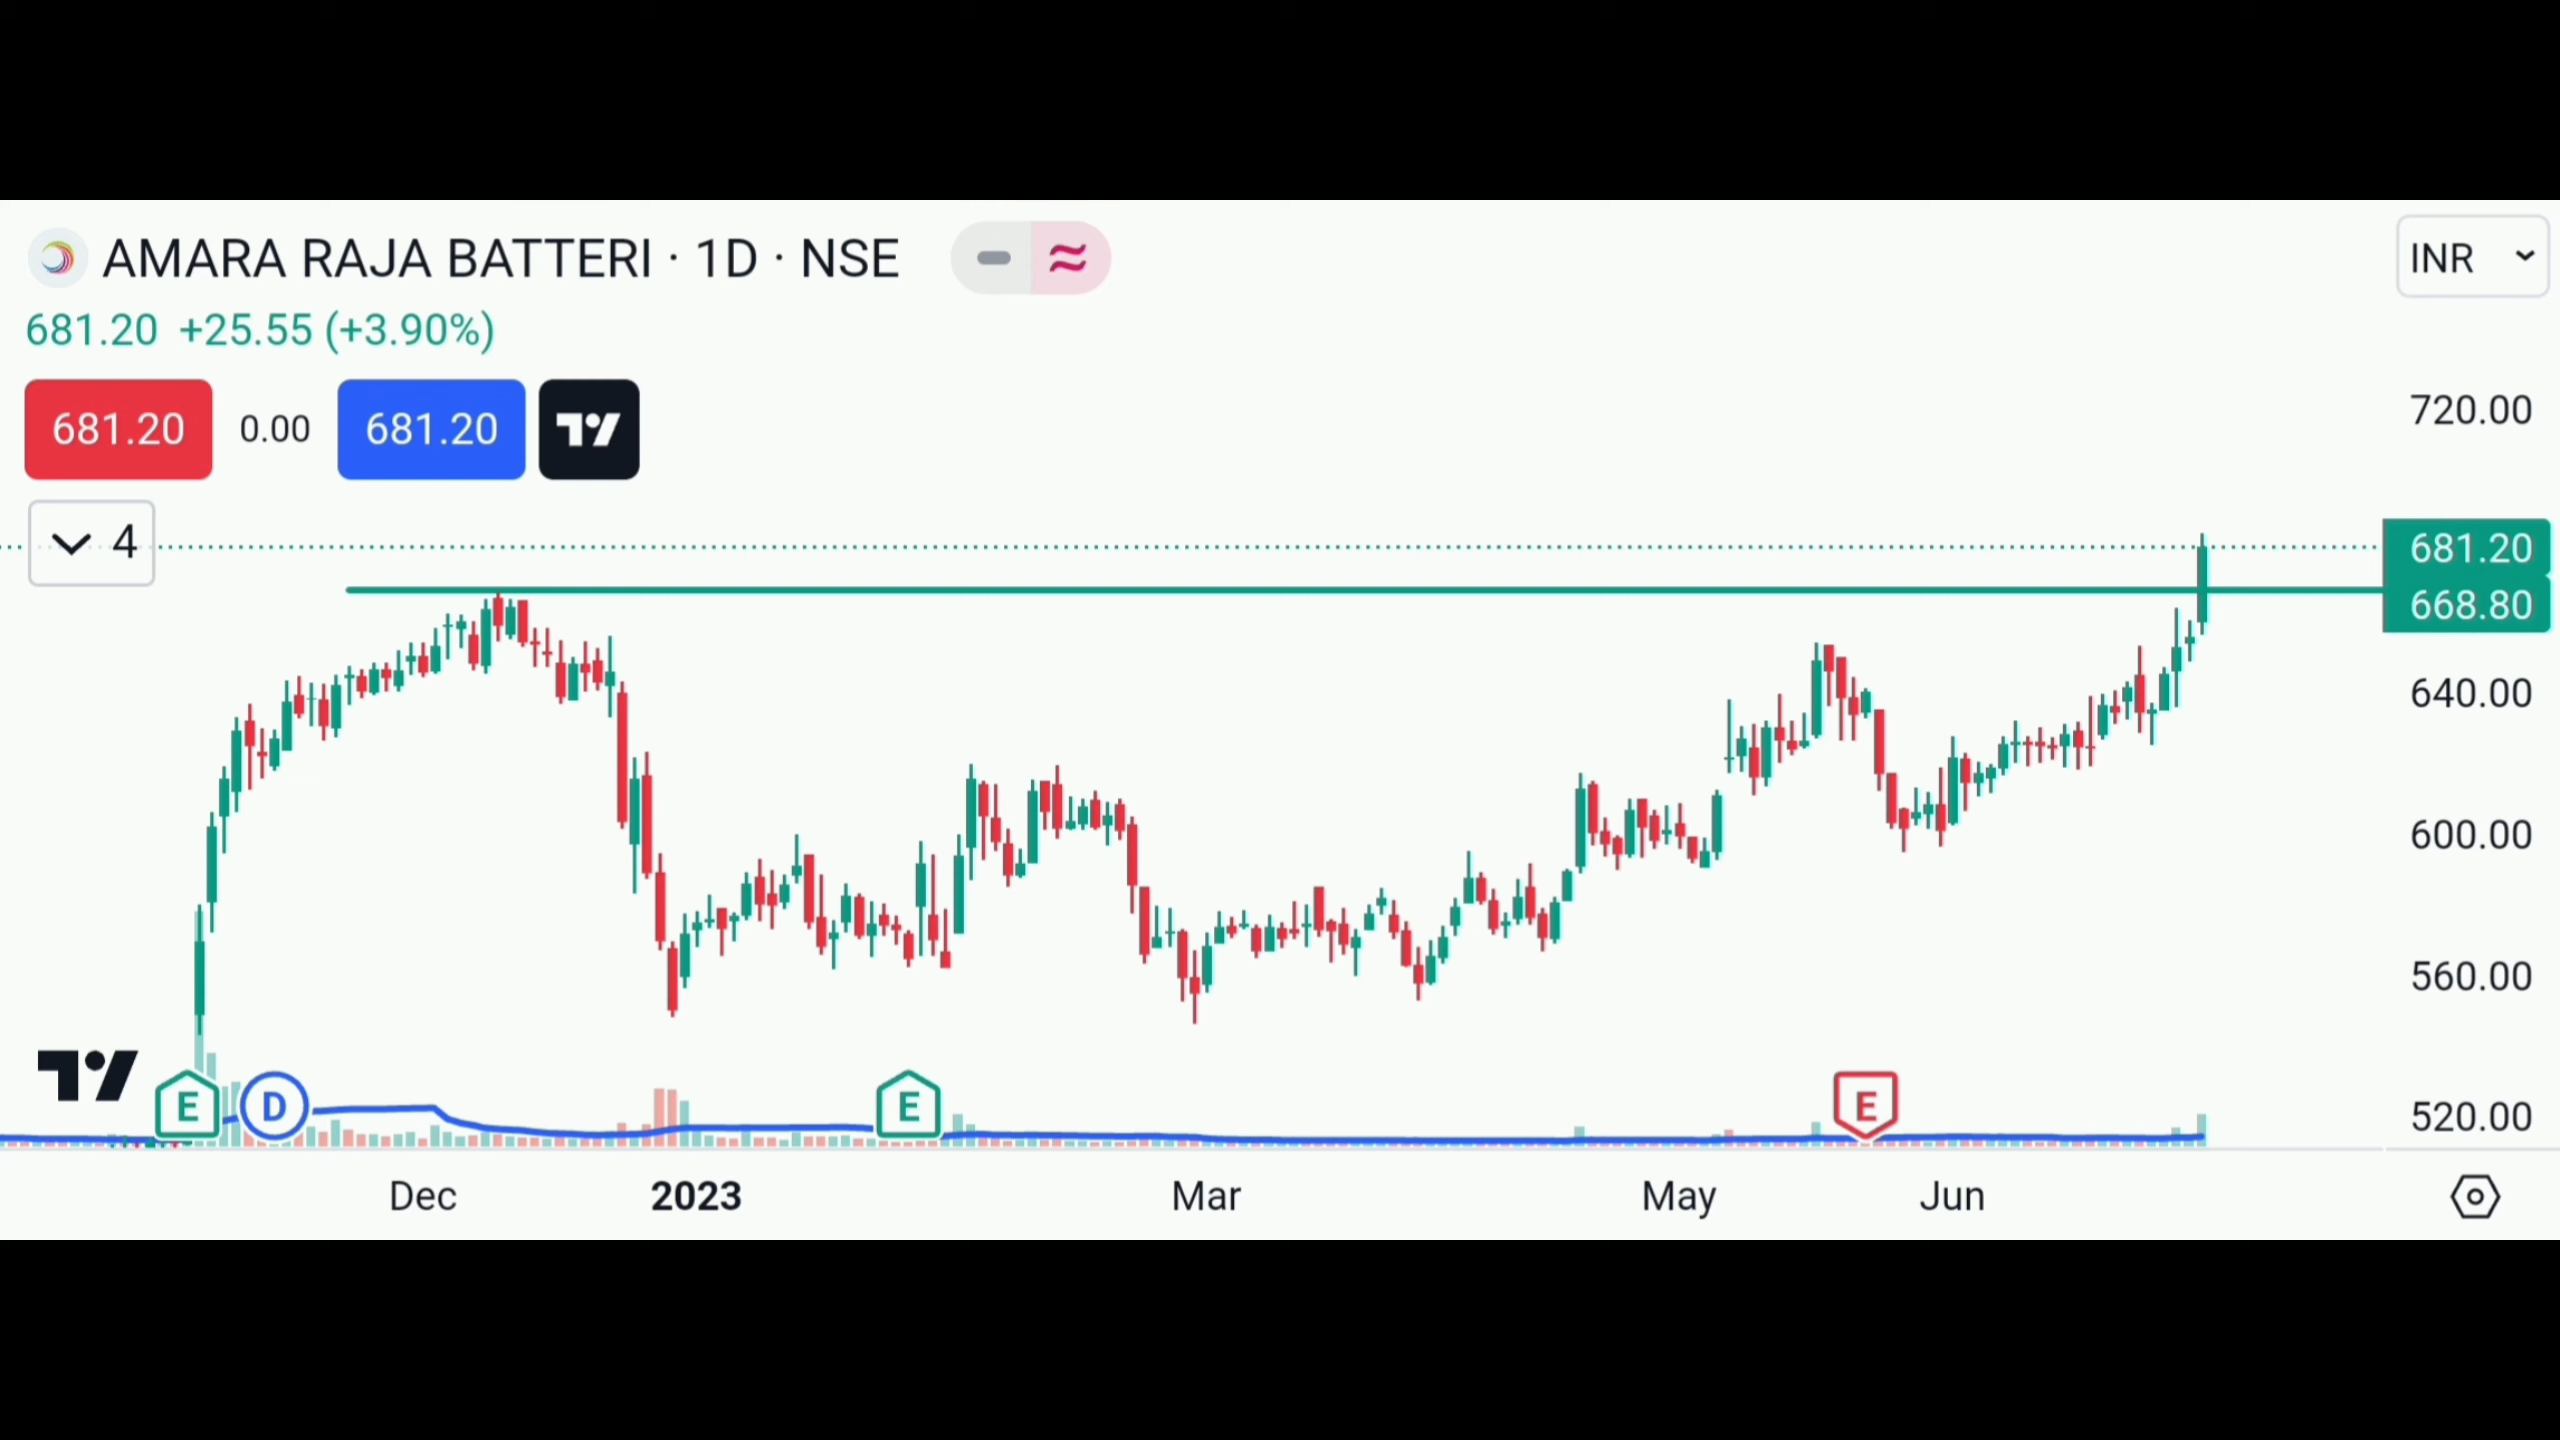 AMARA RAJA BATTERI · 1D · NSE
INR
681.20 +25.55 (+3.90%)
681.20 0.00 681.20
720.00
4
681.20
668.80
640.00
600.00
560.00
520.00
E D E E
Dec 2023 Mar May Jun